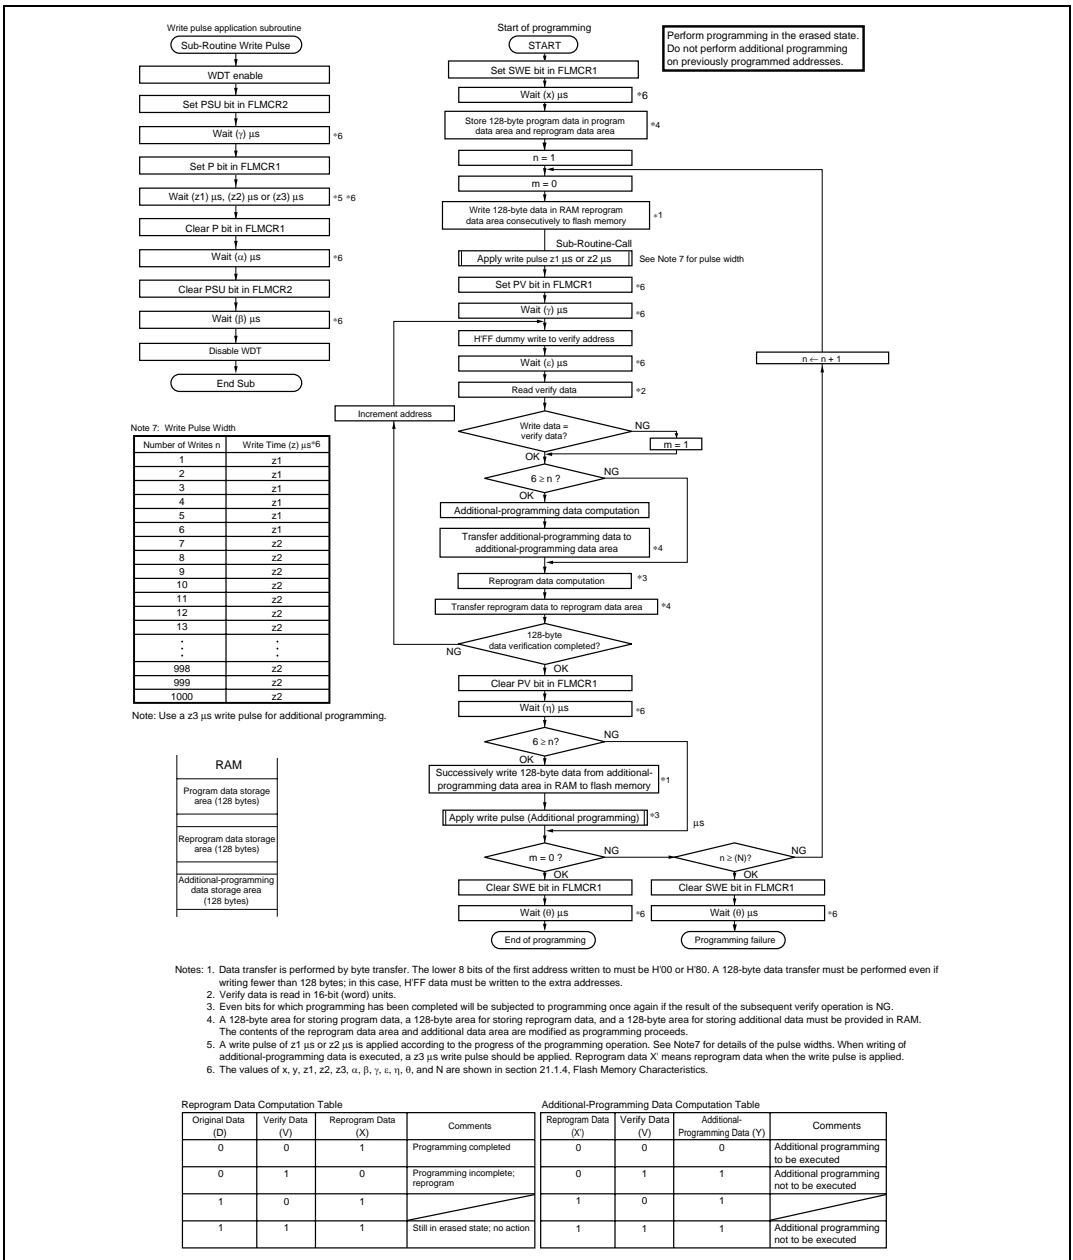 Write pulse application subroutine
Sub-Routine Write Pulse
WDT enable
Set PSU bit in FLMCR2
Wait (γ) μs
*6
Set P bit in FLMCR1
Wait (z1) μs, (z2) μs or (z3) μs
*5 *6
Clear P bit in FLMCR1
Wait (α) μs
*6
Clear PSU bit in FLMCR2
Wait (β) μs
*6
Disable WDT
End Sub
Note 7: Write Pulse Width
Number of Writes n Write Time (z) μs*6
1 z1
2 z1
3 z1
4 z1
5 z1
6 z1
7 z2
8 z2
9 z2
10 z2
11 z2
12 z2
13 z2
998 z2
999 z2
1000 z2
Note: Use a z3 μs write pulse for additional programming.
RAM
Program data storage
area (128 bytes)
Reprogram data storage
area (128 bytes)
Additional-programming
data storage area
(128 bytes)
Start of programming
START
Set SWE bit in FLMCR1
Wait (x) μs
*6
Store 128-byte program data in program
data area and reprogram data area
*4
n = 1
m = 0
Write 128-byte data in RAM reprogram
data area consecutively to flash memory
*1
Sub-Routine-Call
Apply write pulse z1 μs or z2 μs
See Note 7 for pulse width
Set PV bit in FLMCR1
*6
Wait (γ) μs
*6
H'FF dummy write to verify address
Wait (ε) μs
*6
Read verify data
*2
Increment address
Write data =
verify data?
NG
m = 1
OK
6 ≥ n ?
NG
OK
Additional-programming data computation
Transfer additional-programming data to
additional-programming data area
*4
Reprogram data computation
*3
Transfer reprogram data to reprogram data area
*4
128-byte
data verification completed?
NG
OK
Clear PV bit in FLMCR1
Wait (η) μs
*6
6 ≥ n?
NG
OK
Successively write 128-byte data from additional-
programming data area in RAM to flash memory
*1
Apply write pulse (Additional programming)
*3
μs
m = 0 ?
NG
n ≥ (N)?
NG
n ← n + 1
OK
OK
Clear SWE bit in FLMCR1
Clear SWE bit in FLMCR1
Wait (θ) μs
*6
Wait (θ) μs
*6
End of programming
Programming failure
Perform programming in the erased state.
Do not perform additional programming
on previously programmed addresses.
Notes: 1. Data transfer is performed by byte transfer. The lower 8 bits of the first address written to must be H'00 or H'80. A 128-byte data transfer must be performed even if
writing fewer than 128 bytes; in this case, H'FF data must be written to the extra addresses.
2. Verify data is read in 16-bit (word) units.
3. Even bits for which programming has been completed will be subjected to programming once again if the result of the subsequent verify operation is NG.
4. A 128-byte area for storing program data, a 128-byte area for storing reprogram data, and a 128-byte area for storing additional data must be provided in RAM.
The contents of the reprogram data area and additional data area are modified as programming proceeds.
5. A write pulse of z1 μs or z2 μs is applied according to the progress of the programming operation. See Note7 for details of the pulse widths. When writing of
additional-programming data is executed, a z3 μs write pulse should be applied. Reprogram data X' means reprogram data when the write pulse is applied.
6. The values of x, y, z1, z2, z3, α, β, γ, ε, η, θ, and N are shown in section 21.1.4, Flash Memory Characteristics.
Reprogram Data Computation Table
Original Data (D) Verify Data (V) Reprogram Data (X) Comments
0 0 1 Programming completed
0 1 0 Programming incomplete; reprogram
1 0 1
1 1 1 Still in erased state; no action
Additional-Programming Data Computation Table
Reprogram Data (X') Verify Data (V) Additional-Programming Data (Y) Comments
0 0 0 Additional programming to be executed
0 1 1 Additional programming not to be executed
1 0 1
1 1 1 Additional programming not to be executed